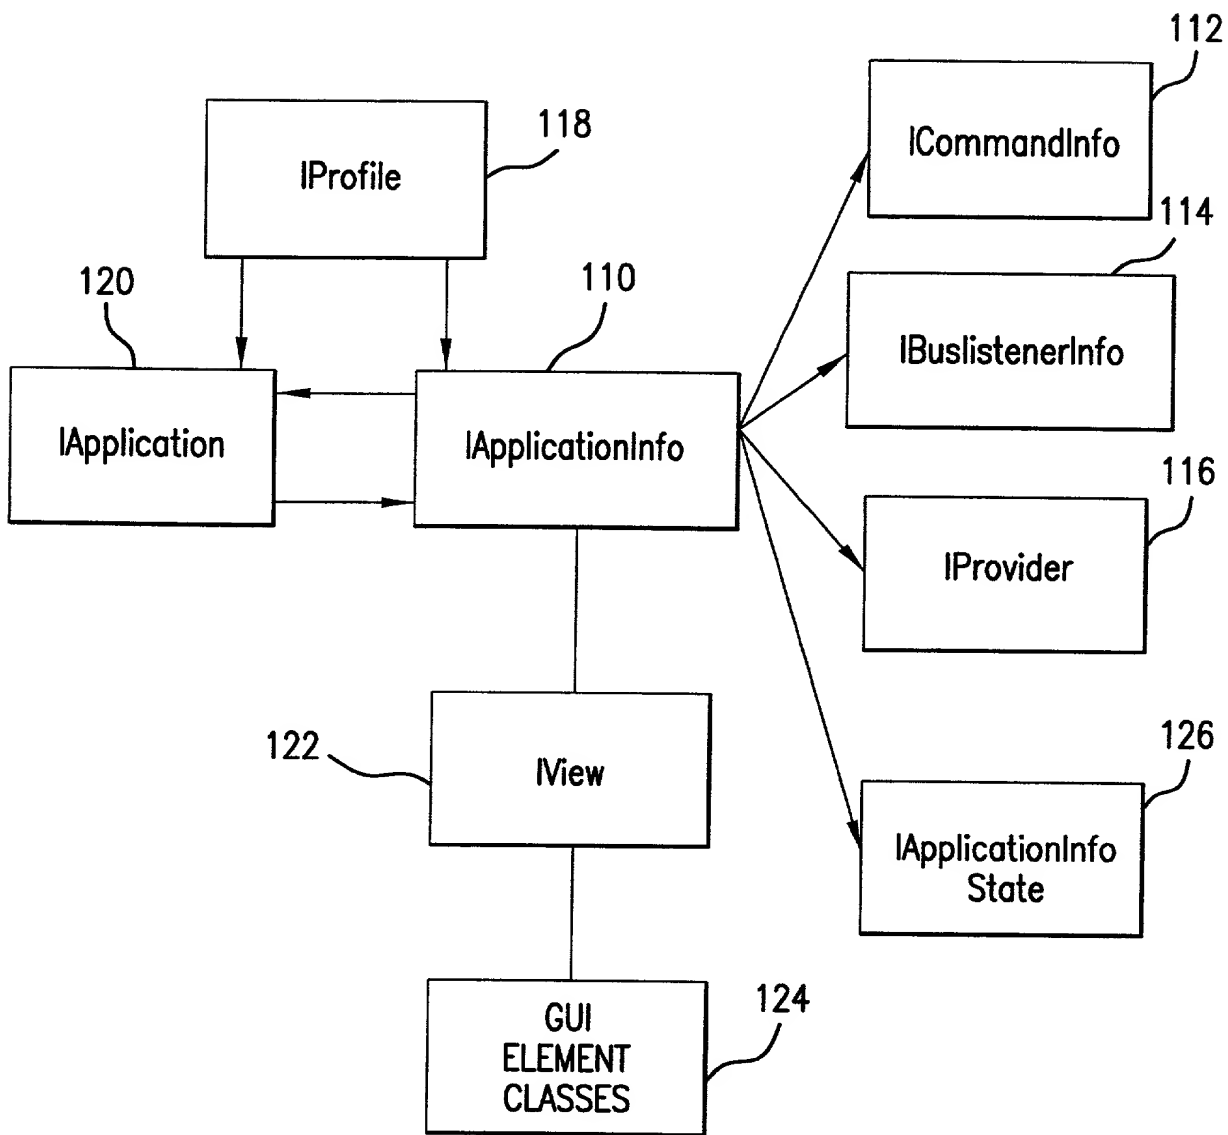 112
ICommandInfo
118
IProfile
114
IBuslistenerInfo
120
110
IApplication
IApplicationInfo
116
IProvider
122
IView
126
IApplicationInfo
State
124
GUI
ELEMENT
CLASSES